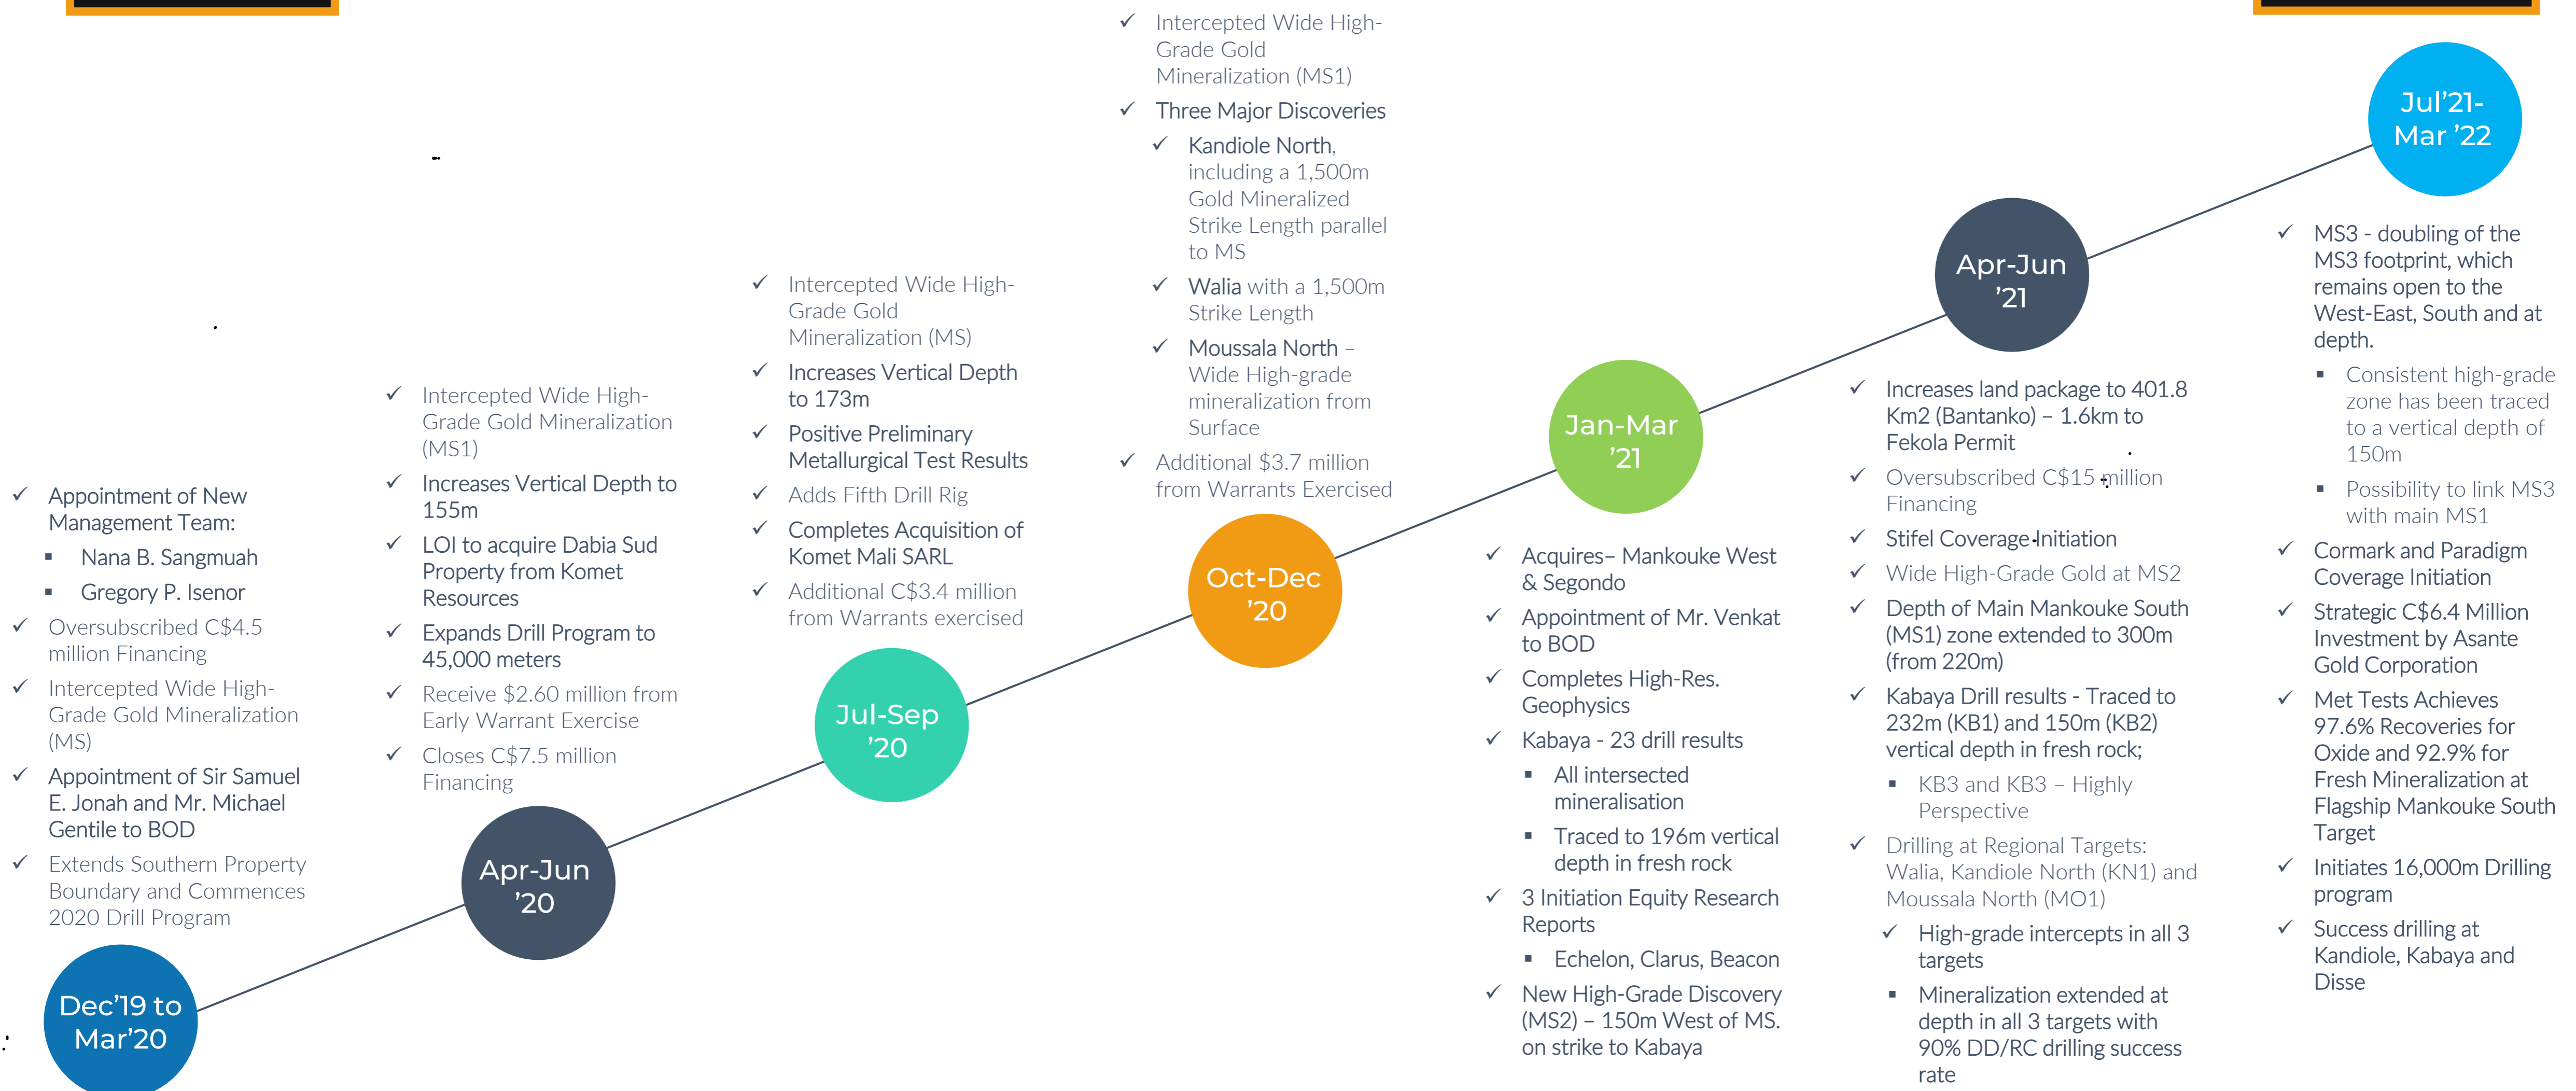 ✓ Appointment of New
Management Team:
▪ Nana B. Sangmuah
▪ Gregory P. Isenor
✓ Oversubscribed C$4.5
million Financing
✓ Intercepted Wide High-
Grade Gold Mineralization
(MS)
✓ Appointment of Sir Samuel
E. Jonah and Mr. Michael
Gentile to BOD
✓ Extends Southern Property
Boundary and Commences
2020 Drill Program
Dec'19 to
Mar'20
✓ Intercepted Wide High-
Grade Gold Mineralization
(MS1)
✓ Increases Vertical Depth to
155m
✓ LOI to acquire Dabia Sud
Property from Komet
Resources
✓ Expands Drill Program to
45,000 meters
✓ Receive $2.60 million from
Early Warrant Exercise
✓ Closes C$7.5 million
Financing
Apr-Jun
'20
✓ Intercepted Wide High-
Grade Gold
Mineralization (MS)
✓ Increases Vertical Depth
to 173m
✓ Positive Preliminary
Metallurgical Test Results
✓ Adds Fifth Drill Rig
✓ Completes Acquisition of
Komet Mali SARL
✓ Additional C$3.4 million
from Warrants exercised
Jul-Sep
'20
✓ Intercepted Wide High-
Grade Gold
Mineralization (MS1)
✓ Three Major Discoveries
✓ Kandiole North,
including a 1,500m
Gold Mineralized
Strike Length parallel
to MS
✓ Walia with a 1,500m
Strike Length
✓ Moussala North –
Wide High-grade
mineralization from
Surface
✓ Additional $3.7 million
from Warrants Exercised
Oct-Dec
'20
Jan-Mar
'21
✓ Acquires– Mankouke West
& Segondo
✓ Appointment of Mr. Venkat
to BOD
✓ Completes High-Res.
Geophysics
✓ Kabaya - 23 drill results
▪ All intersected
mineralisation
▪ Traced to 196m vertical
depth in fresh rock
✓ 3 Initiation Equity Research
Reports
▪ Echelon, Clarus, Beacon
✓ New High-Grade Discovery
(MS2) – 150m West of MS.
on strike to Kabaya
Apr-Jun
'21
✓ Increases land package to 401.8
Km2 (Bantanko) – 1.6km to
Fekola Permit
✓ Oversubscribed C$15 million
Financing
✓ Stifel Coverage Initiation
✓ Wide High-Grade Gold at MS2
✓ Depth of Main Mankouke South
(MS1) zone extended to 300m
(from 220m)
✓ Kabaya Drill results - Traced to
232m (KB1) and 150m (KB2)
vertical depth in fresh rock;
▪ KB3 and KB3 – Highly
Perspective
✓ Drilling at Regional Targets:
Walia, Kandiole North (KN1) and
Moussala North (MO1)
✓ High-grade intercepts in all 3
targets
▪ Mineralization extended at
depth in all 3 targets with
90% DD/RC drilling success
rate
Jul'21-
Mar '22
✓ MS3 - doubling of the
MS3 footprint, which
remains open to the
West-East, South and at
depth.
▪ Consistent high-grade
zone has been traced
to a vertical depth of
150m
▪ Possibility to link MS3
with main MS1
✓ Cormark and Paradigm
Coverage Initiation
✓ Strategic C$6.4 Million
Investment by Asante
Gold Corporation
✓ Met Tests Achieves
97.6% Recoveries for
Oxide and 92.9% for
Fresh Mineralization at
Flagship Mankouke South
Target
✓ Initiates 16,000m Drilling
program
✓ Success drilling at
Kandiole, Kabaya and
Disse